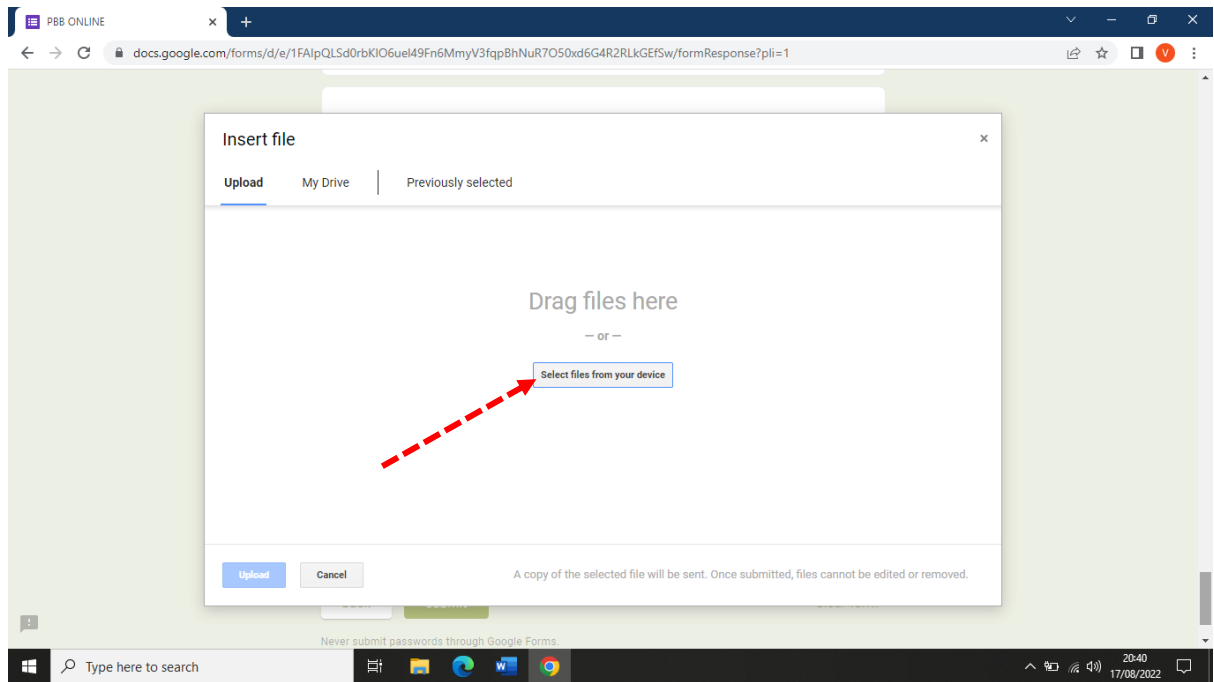 PBB ONLINE
docs.google.com/forms/d/e/1FAIpQLSd0rbKIO6uel49Fn6MmyV3fqpBhNuR7O50xd6G4R2RLkGEfSw/formResponse?pli=1
V
Insert file
Upload My Drive Previously selected
Drag files here
— or —
Select files from your device
Upload Cancel A copy of the selected file will be sent. Once submitted, files cannot be edited or removed.
Never submit passwords through Google Forms.
Type here to search
20:40
17/08/2022